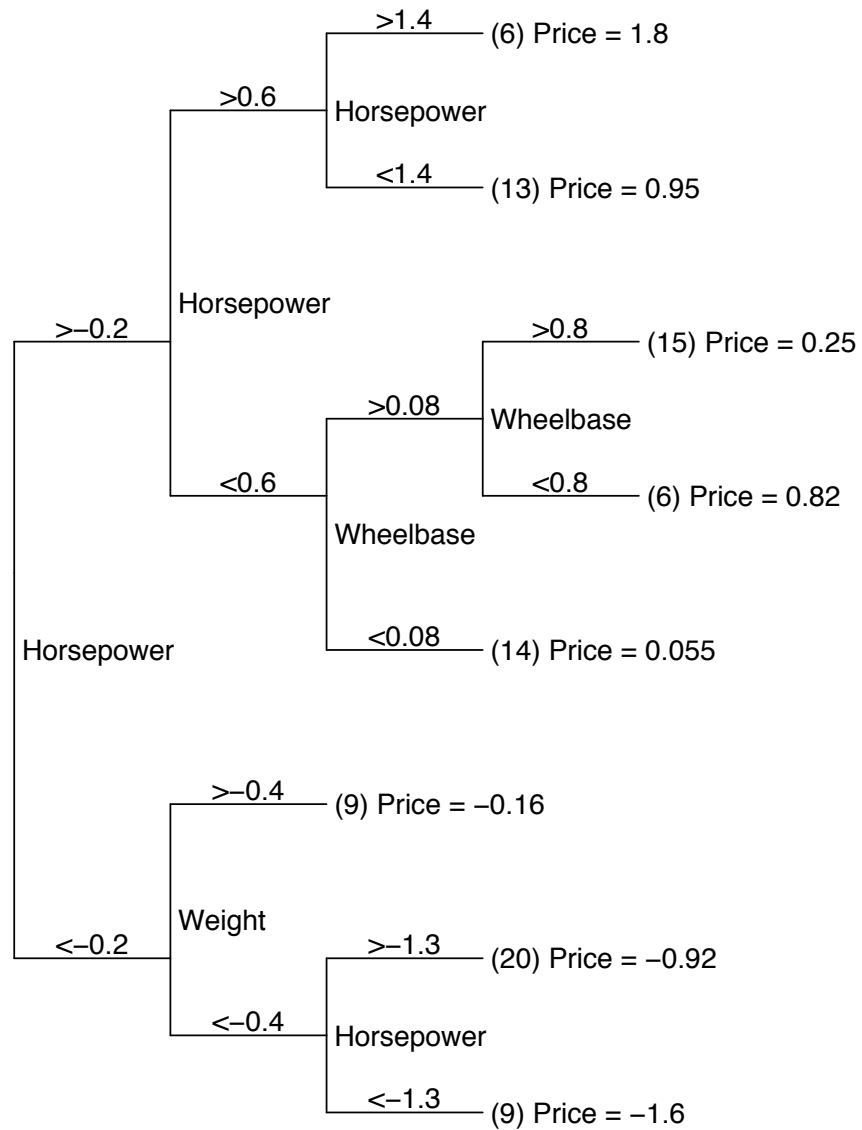 >1.4
(6) Price = 1.8
>0.6
Horsepower
<1.4
(13) Price = 0.95
Horsepower
>−0.2
>0.8
(15) Price = 0.25
>0.08
Wheelbase
<0.6
<0.8
(6) Price = 0.82
Wheelbase
<0.08
(14) Price = 0.055
Horsepower
>−0.4
(9) Price = −0.16
Weight
<−0.2
>−1.3
(20) Price = −0.92
<−0.4
Horsepower
<−1.3
(9) Price = −1.6